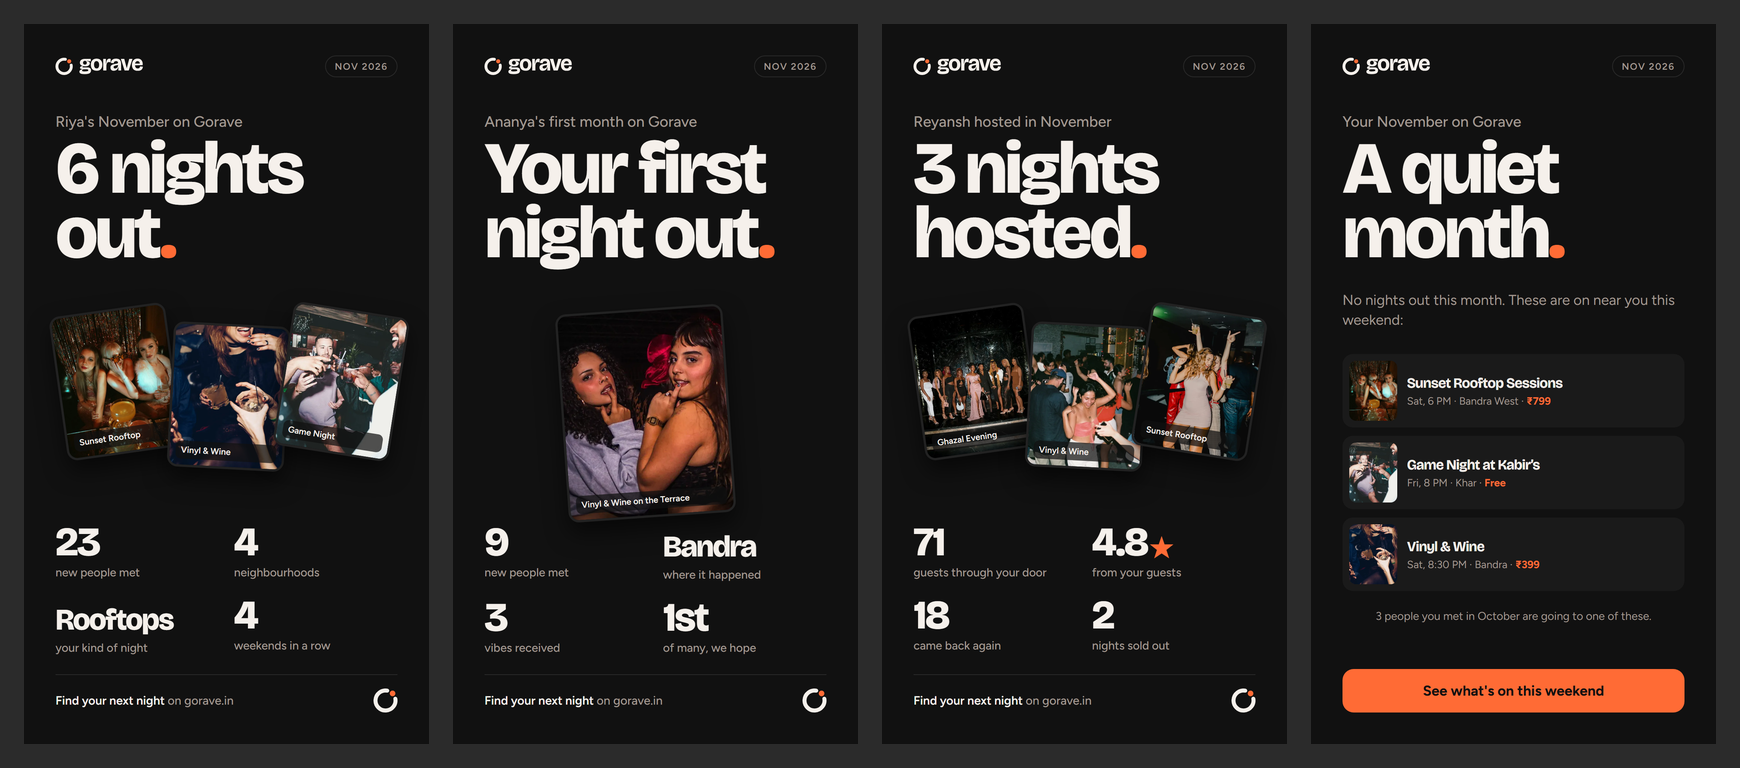 gorave
NOV 2026
Riya's November on Gorave
6 nights
out.
Sunset Rooftop
Vinyl & Wine
Game Night
23
new people met
4
neighbourhoods
Rooftops
your kind of night
4
weekends in a row
Find your next night on gorave.in
gorave
NOV 2026
Ananya's first month on Gorave
Your first
night out.
Vinyl & Wine on the Terrace
9
new people met
Bandra
where it happened
3
vibes received
1st
of many, we hope
Find your next night on gorave.in
gorave
NOV 2026
Reyansh hosted in November
3 nights
hosted.
Ghazal Evening
Vinyl & Wine
Sunset Rooftop
71
guests through your door
4.8★
from your guests
18
came back again
2
nights sold out
Find your next night on gorave.in
gorave
NOV 2026
Your November on Gorave
A quiet
month.
No nights out this month. These are on near you this
weekend:
Sunset Rooftop Sessions
Sat, 6 PM · Bandra West · ₹799
Game Night at Kabir's
Fri, 8 PM · Khar · Free
Vinyl & Wine
Sat, 8:30 PM · Bandra · ₹399
3 people you met in October are going to one of these.
See what's on this weekend